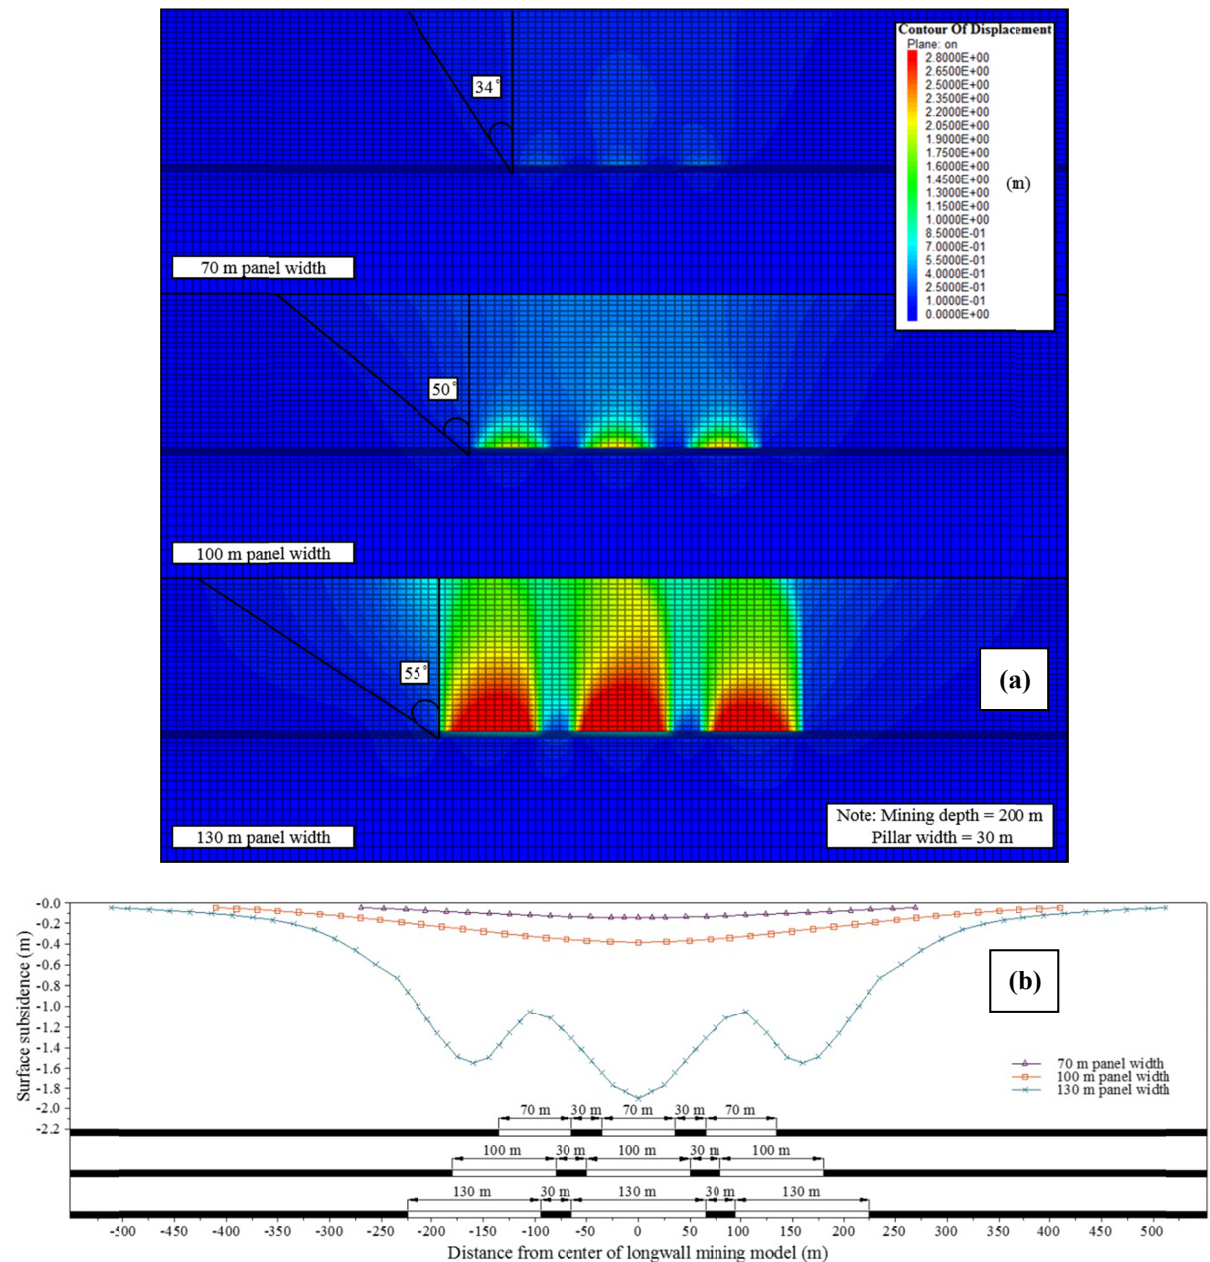 Contour Of Displacement
Plane: on
2.8000E+00
2.6500E+00
2.5000E+00
2.3500E+00
2.2000E+00
2.0500E+00
1.9000E+00
1.7500E+00
1.6000E+00
1.4500E+00
1.3000E+00
1.1500E+00
1.0000E+00
8.5000E-01
7.0000E-01
5.5000E-01
4.0000E-01
2.5000E-01
1.0000E-01
0.0000E+00
(m)
34°
70 m panel width
50°
100 m panel width
55°
(a)
130 m panel width
Note: Mining depth = 200 m
Pillar width = 30 m
Surface subsidence (m)
-0.0
-0.2
-0.4
-0.6
-0.8
-1.0
-1.2
-1.4
-1.6
-1.8
-2.0
-2.2
(b)
70 m panel width
100 m panel width
130 m panel width
70 m 30 m 70 m 30 m 70 m
100 m 30 m 100 m 30 m 100 m
130 m 30 m 130 m 30 m 130 m
-500 -450 -400 -350 -300 -250 -200 -150 -100 -50 0 50 100 150 200 250 300 350 400 450 500
Distance from center of longwall mining model (m)